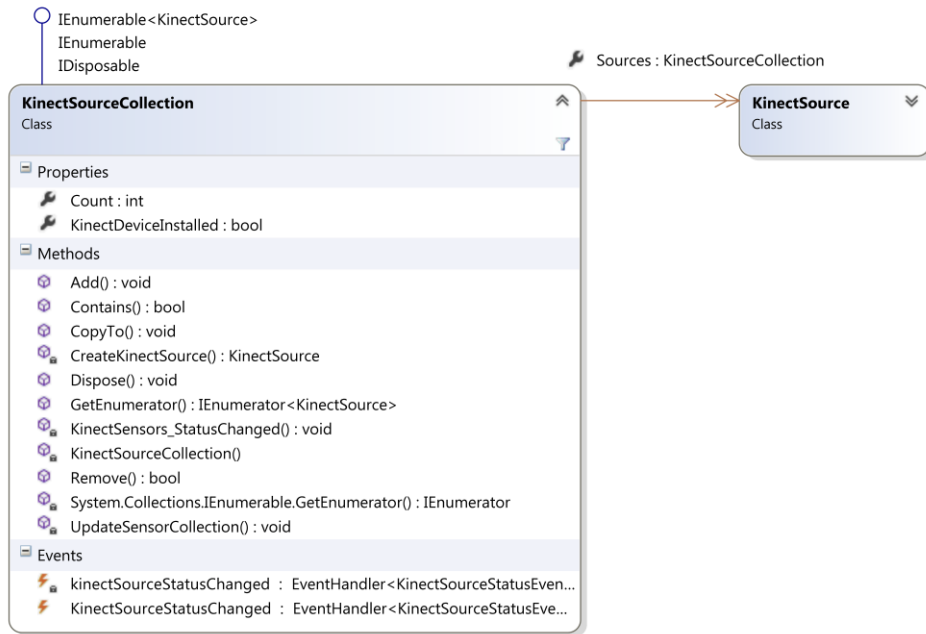 IEnumerable<KinectSource>
IEnumerable
IDisposable
Sources : KinectSourceCollection
KinectSourceCollection
Class
KinectSource
Class
Properties
Count : int
KinectDeviceInstalled : bool
Methods
Add() : void
Contains() : bool
CopyTo() : void
CreateKinectSource() : KinectSource
Dispose() : void
GetEnumerator() : IEnumerator<KinectSource>
KinectSensors_StatusChanged() : void
KinectSourceCollection()
Remove() : bool
System.Collections.IEnumerable.GetEnumerator() : IEnumerator
UpdateSensorCollection() : void
Events
kinectSourceStatusChanged : EventHandler<KinectSourceStatusEven...
KinectSourceStatusChanged : EventHandler<KinectSourceStatusEve...